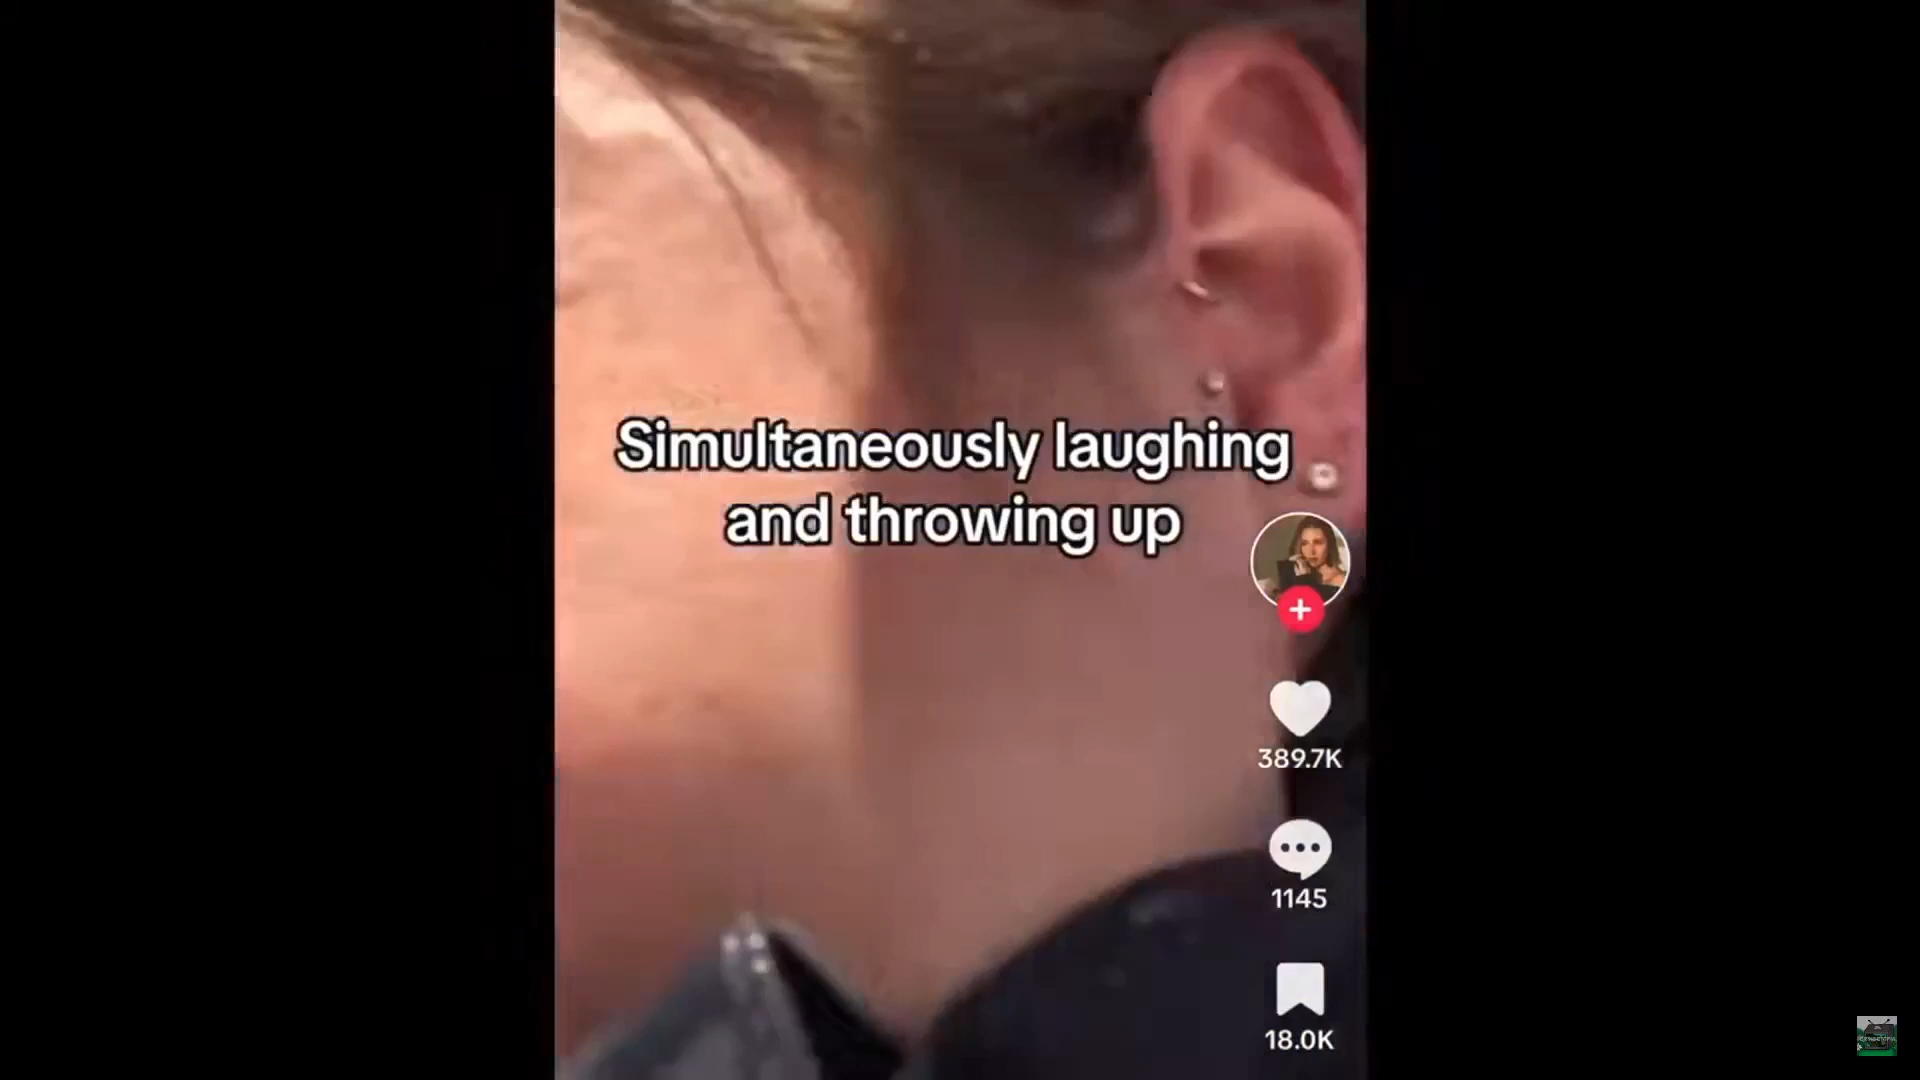 Simultaneously laughing
and throwing up
389.7K
1145
18.0K